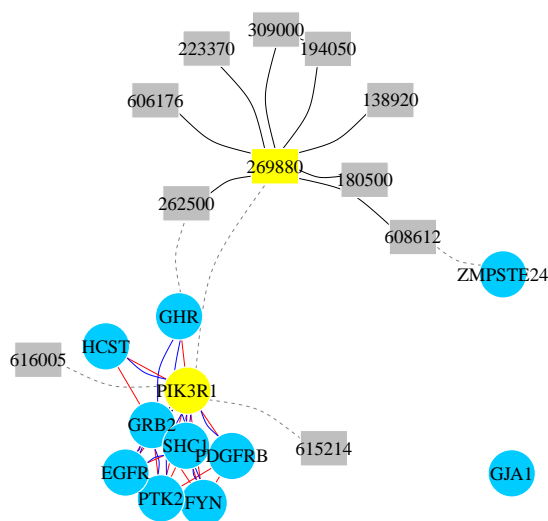 309000
223370
194050
606176
138920
269880
180500
262500
608612
ZMPSTE24
GHR
HCST
616005
PIK3R1
GRB2
SHC1
615214
PDGFRB
EGFR
GJA1
PTK2
FYN